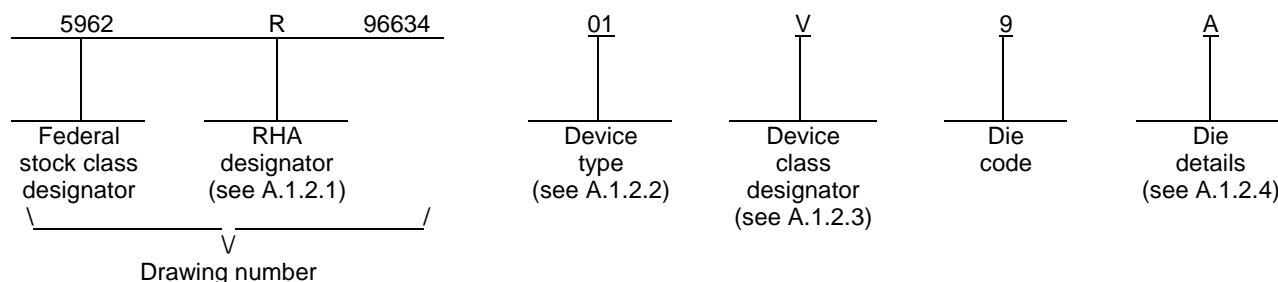 5962 R 96634 01 V 9 A
Federal stock class designator
RHA designator (see A.1.2.1)
Device type (see A.1.2.2)
Device class designator (see A.1.2.3)
Die code
Die details (see A.1.2.4)
\ /
\/
Drawing number